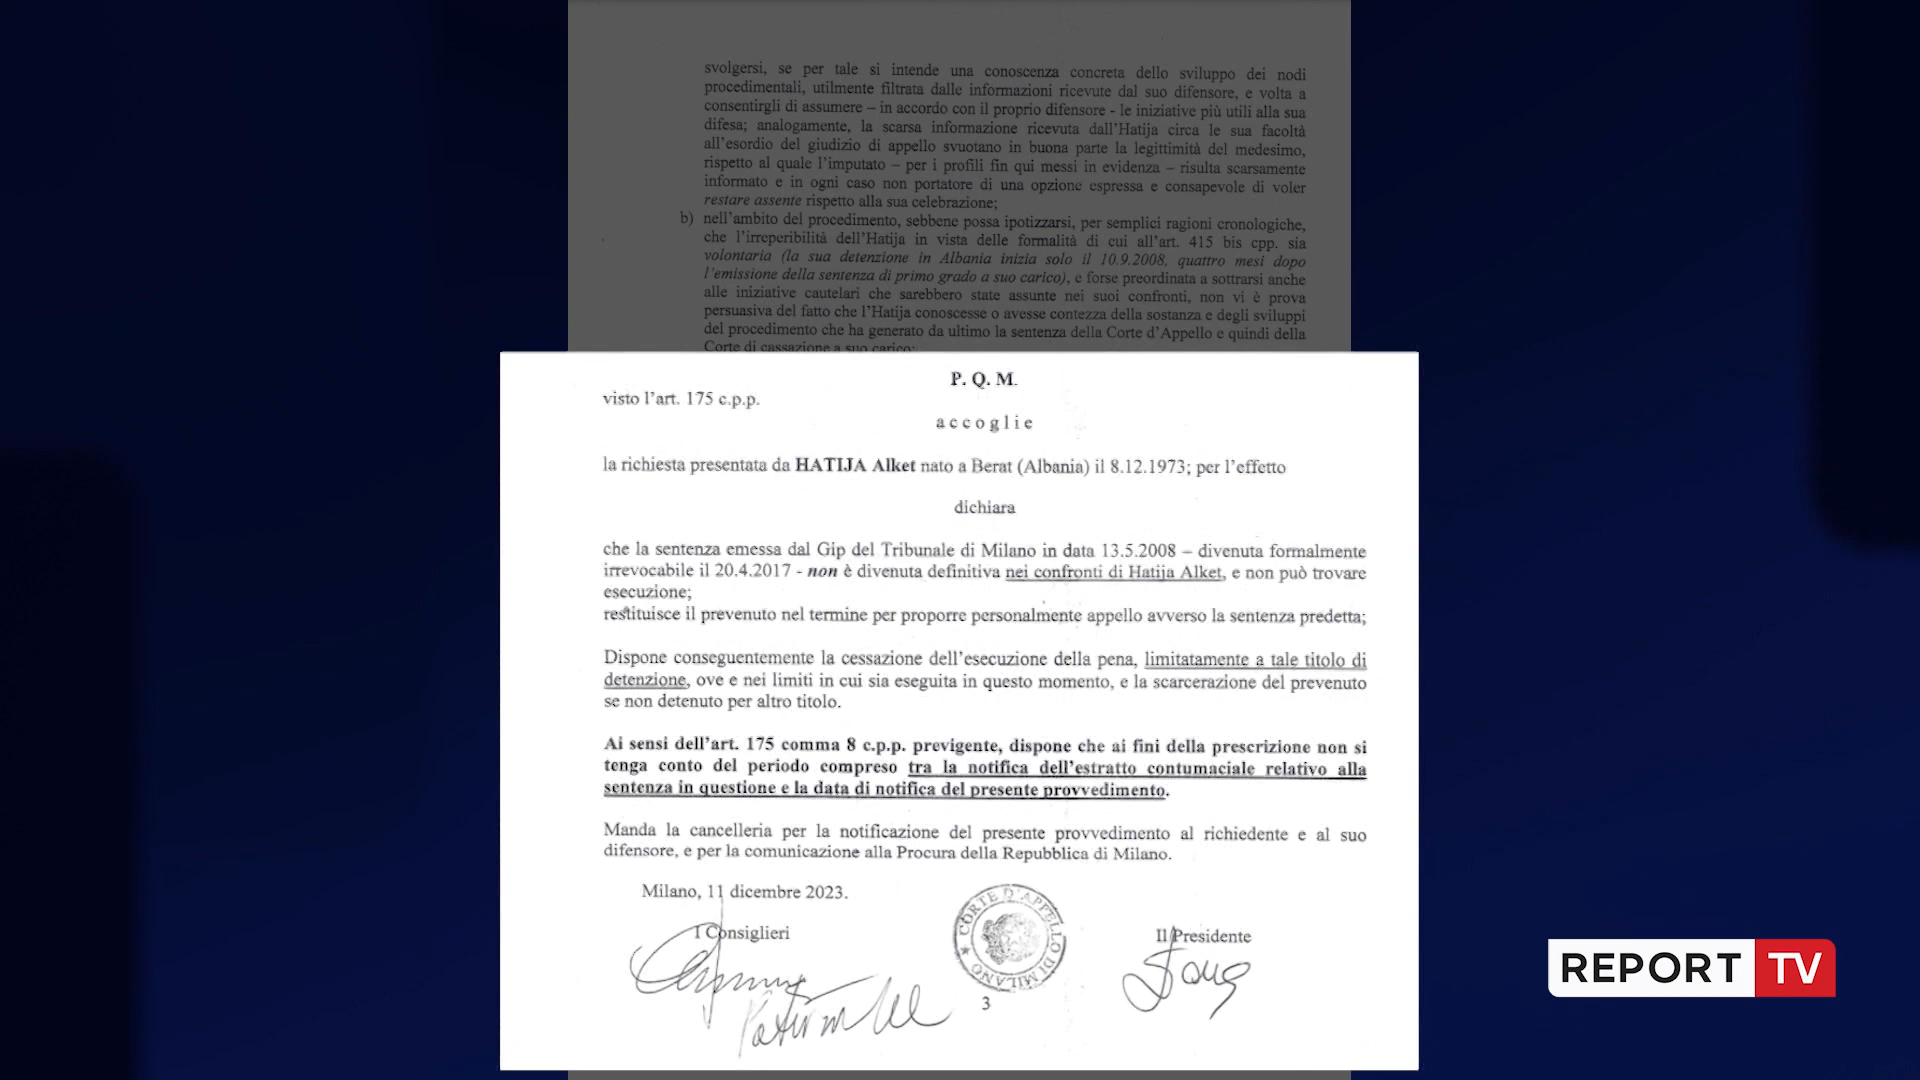 svolgersi, se per tale si intende una conoscenza concreta dello sviluppo dei nodi
procedimentali, utilmente filtrata dalle informazioni ricevute dal suo difensore, e volta a
consentirgli di assumere – in accordo con il proprio difensore - le iniziative più utili alla sua
difesa; analogamente, la scarsa informazione ricevuta dall'Hatija circa le sua facoltà
all'esordio del giudizio di appello svuotano in buona parte la legittimità del medesimo,
rispetto al quale l'imputato – per i profili fin qui messi in evidenza – risulta scarsamente
informato e in ogni caso non portatore di una opzione espressa e consapevole di voler
restare assente rispetto alla sua celebrazione;
b) nell'ambito del procedimento, sebbene possa ipotizzarsi, per semplici ragioni cronologiche,
che l'irreperibilità dell'Hatija in vista delle formalità di cui all'art. 415 bis cpp. sia
volontaria (la sua detenzione in Albania inizia solo il 10.9.2008, quattro mesi dopo
l'emissione della sentenza di primo grado a suo carico), e forse preordinata a sottrarsi anche
alle iniziative cautelari che sarebbero state assunte nei suoi confronti, non vi è prova
persuasiva del fatto che l'Hatija conoscesse o avesse contezza della sostanza e degli sviluppi
del procedimento che ha generato da ultimo la sentenza della Corte d'Appello e quindi della
Corte di cassazione a suo carico;
P. Q. M.
visto l'art. 175 c.p.p.
accoglie
la richiesta presentata da HATIJA Alket nato a Berat (Albania) il 8.12.1973; per l'effetto
dichiara
che la sentenza emessa dal Gip del Tribunale di Milano in data 13.5.2008 – divenuta formalmente
irrevocabile il 20.4.2017 - non è divenuta definitiva nei confronti di Hatija Alket, e non può trovare
esecuzione;
restituisce il prevenuto nel termine per proporre personalmente appello avverso la sentenza predetta;
Dispone conseguentemente la cessazione dell'esecuzione della pena, limitatamente a tale titolo di
detenzione, ove e nei limiti in cui sia eseguita in questo momento, e la scarcerazione del prevenuto
se non detenuto per altro titolo.
Ai sensi dell'art. 175 comma 8 c.p.p. previgente, dispone che ai fini della prescrizione non si
tenga conto del periodo compreso tra la notifica dell'estratto contumaciale relativo alla
sentenza in questione e la data di notifica del presente provvedimento.
Manda la cancelleria per la notificazione del presente provvedimento al richiedente e al suo
difensore, e per la comunicazione alla Procura della Repubblica di Milano.
Milano, 11 dicembre 2023.
I Consiglieri
CORTE D'APPELLO DI MILANO
Il Presidente
3
REPORT TV